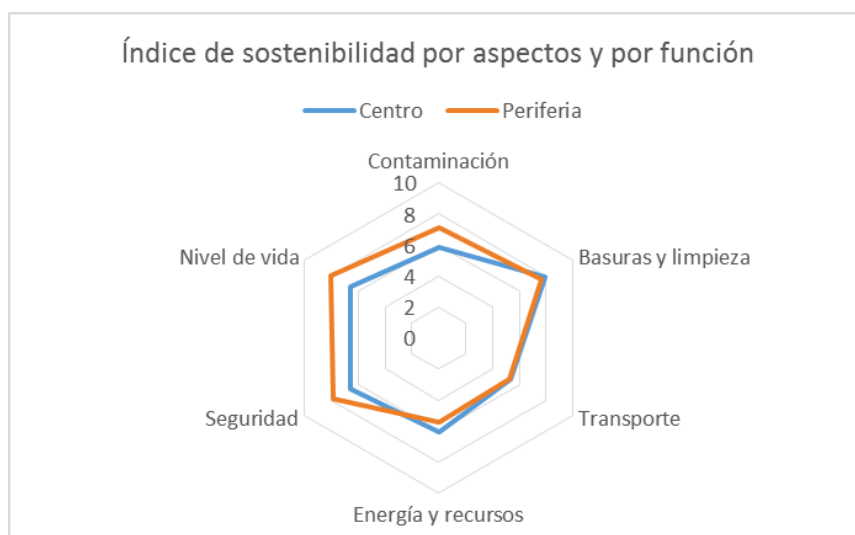 Índice de sostenibilidad por aspectos y por función
Centro Periferia
Contaminación
10
8
Nivel de vida Basuras y limpieza
6
4
2
0
Seguridad Transporte
Energía y recursos